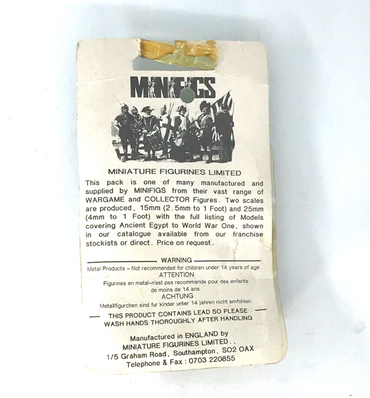 MINIFIGS
MINIATURE FIGURINES LIMITED
This pack is one of many manufactured and
supplied by MINIFIGS from their vast range of
WARGAME and COLLECTOR Figures. Two scales
are produced, 15mm (2.5mm to 1 Foot) and 25mm
(4mm to 1 Foot) with the full listing of Models
covering Ancient Egypt to World War One, shown
in our catalogue available from our franchise
stockists or direct. Price on request.
WARNING
Metal Products - Not recommended for children under 14 years of age.
ATTENTION
Figurines en metal-n'est pas recommande pour des enfants
de moins de 14 ans.
ACHTUNG
Metallfigurchen sind fur kinder unter 14 jahren nicht emfohlen.
THIS PRODUCT CONTAINS LEAD SO PLEASE
WASH HANDS THOROUGHLY AFTER HANDLING
Manufactured in ENGLAND by
MINIATURE FIGURINES LIMITED..
1/5 Graham Road, Southampton, SO2 OAX
Telephone & Fax: 0703 220855